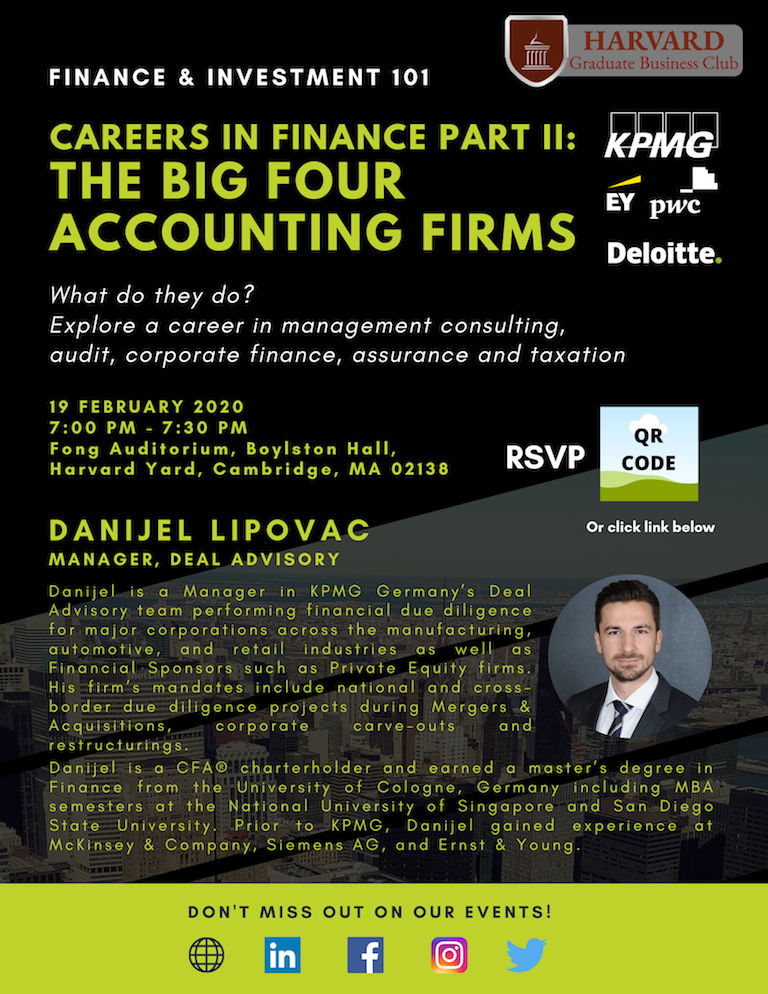 HARVARD
Graduate Business Club
FINANCE & INVESTMENT 101
CAREERS IN FINANCE PART II:
THE BIG FOUR
ACCOUNTING FIRMS
KPMG
EY pwc
Deloitte.
What do they do?
Explore a career in management consulting,
audit, corporate finance, assurance and taxation
19 FEBRUARY 2020
7:00 PM - 7:30 PM
Fong Auditorium, Boylston Hall,
Harvard Yard, Cambridge, MA 02138
RSVP
QR
CODE
Or click link below
DANIJEL LIPOVAC
MANAGER, DEAL ADVISORY
Danijel is a Manager in KPMG Germany's Deal
Advisory team performing financial due diligence
for major corporations across the manufacturing,
automotive, and retail industries as well as
Financial Sponsors such as Private Equity firms.
His firm's mandates include national and cross-
border due diligence projects during Mergers &
Acquisitions, corporate carve-outs and
restructurings.
Danijel is a CFA® charterholder and earned a master's degree in
Finance from the University of Cologne, Germany including MBA
semesters at the National University of Singapore and San Diego
State University. Prior to KPMG, Danijel gained experience at
McKinsey & Company, Siemens AG, and Ernst & Young.
DON'T MISS OUT ON OUR EVENTS!
in
f